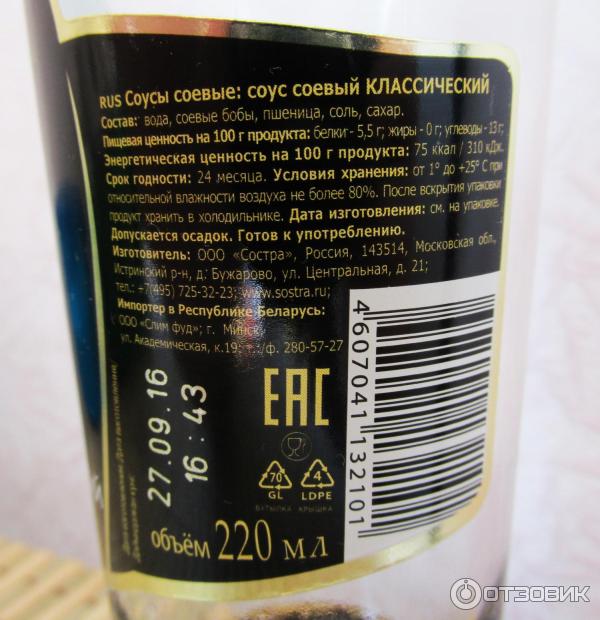 RUS Соусы соевые: соус соевый КЛАССИЧЕСКИЙ
Состав: вода, соевые бобы, пшеница, соль, сахар.
Пищевая ценность на 100 г продукта: белки - 5,5 г; жиры - 0 г; углеводы - 13 г;
Энергетическая ценность на 100 г продукта: 75 ккал / 310 кДж.
Срок годности: 24 месяца. Условия хранения: от 1° до +25° С при
относительной влажности воздуха не более 80%. После вскрытия упаковки
продукт хранить в холодильнике. Дата изготовления: см. на упаковке.
Допускается осадок. Готов к употреблению.
Изготовитель: ООО «Состра», Россия, 143514, Московская обл.,
Истринский р-н, д. Бужарово, ул. Центральная, д. 21;
тел.: +7(495) 725-32-23; www.sostra.ru;
Импортер в Республике Беларусь:
ООО «Слим фуд»; г. Минск,
ул. Академическая, к.19; т./ф. 280-57-27
27.09.16
16:43
EAC
70
GL
БУТЫЛКА
4
LDPE
КРЫШКА
объём 220 мл
4607041132101
ОТЗОВИК